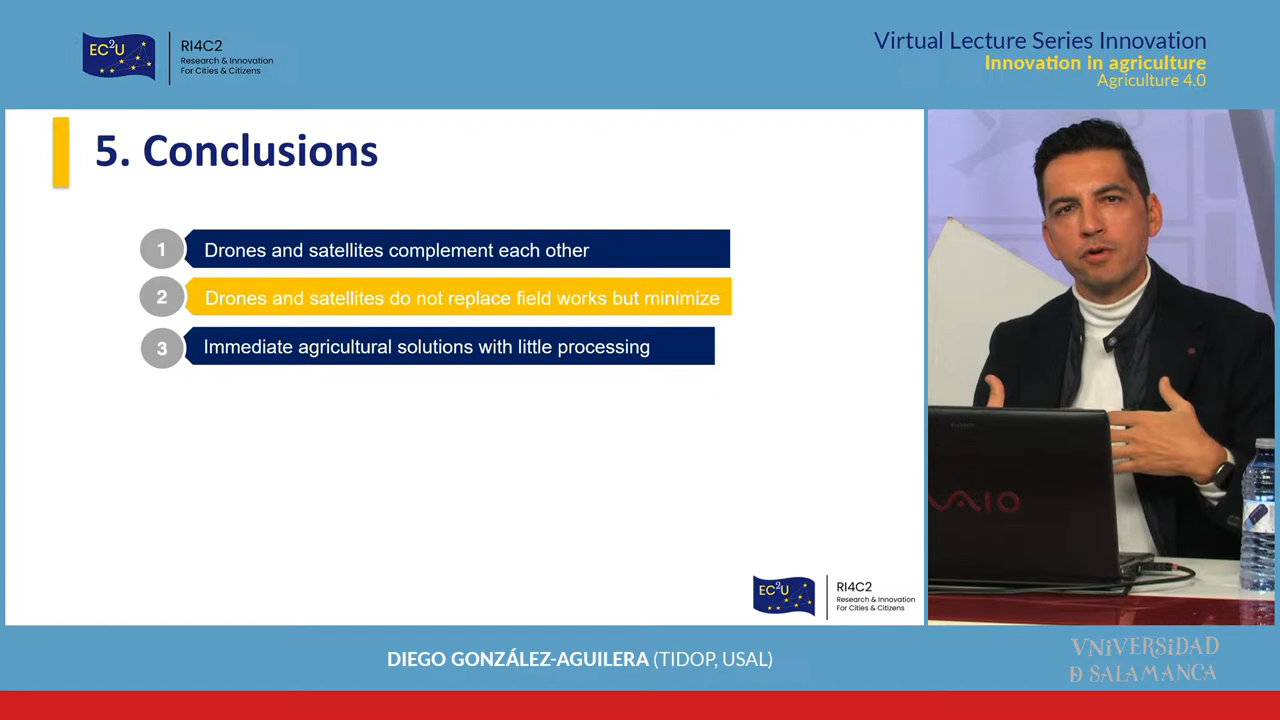 EC2U
RI4C2
Research & Innovation
For Cities & Citizens
Virtual Lecture Series Innovation
Innovation in agriculture
Agriculture 4.0
5. Conclusions
1 Drones and satellites complement each other
2 Drones and satellites do not replace field works but minimize
3 Immediate agricultural solutions with little processing
VAIO
EC2U
RI4C2
Research & Innovation
For Cities & Citizens
DIEGO GONZÁLEZ-AGUILERA (TIDOP, USAL)
VNiVERSiDAD
D SALAMANCA